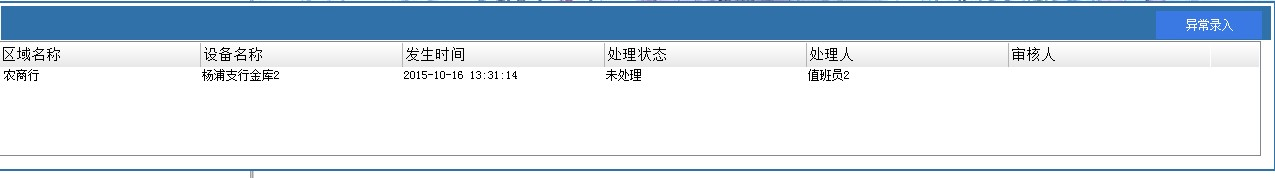 异常录入
区域名称 设备名称 发生时间 处理状态 处理人 审核人
农商行 杨浦支行金库2 2015-10-16 13:31:14 未处理 值班员2